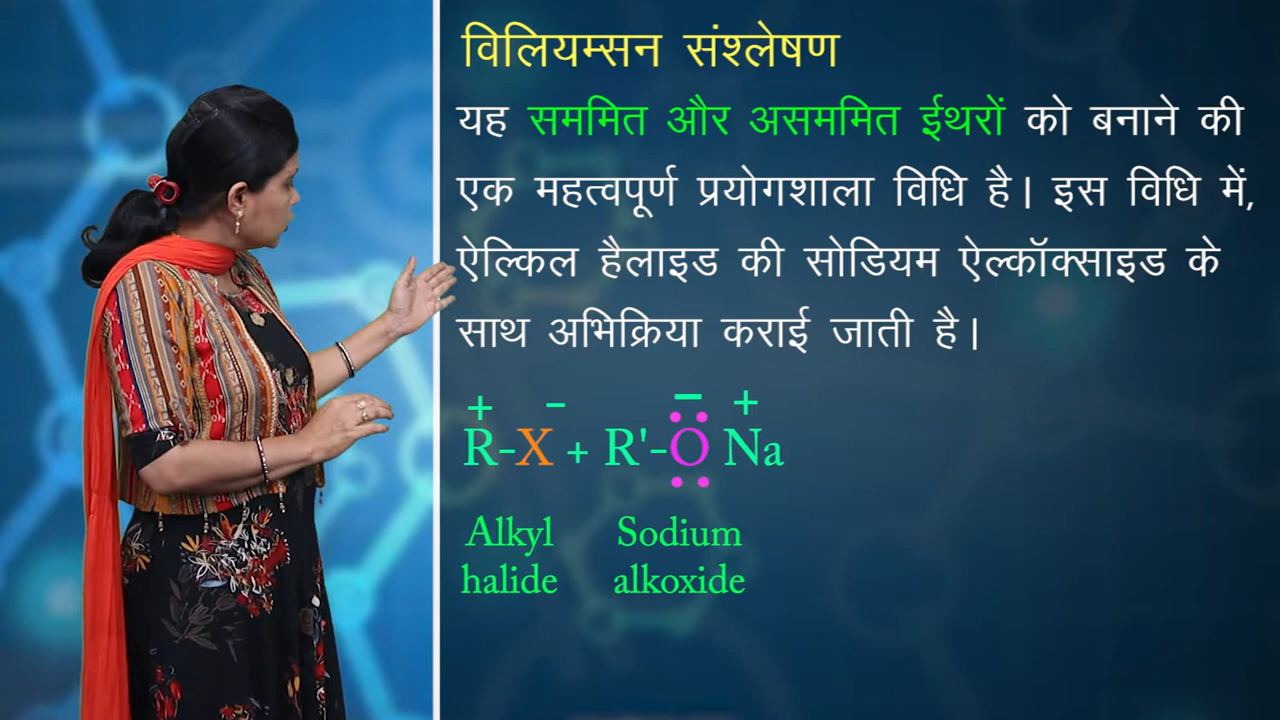 विलियम्सन संश्लेषण
यह सममित और असममित ईथरों को बनाने की
एक महत्वपूर्ण प्रयोगशाला विधि है। इस विधि में,
ऐल्किल हैलाइड की सोडियम ऐल्कॉक्साइड के
साथ अभिक्रिया कराई जाती है।
+ − − +
R-X + R'-O Na
Alkyl Sodium
halide alkoxide